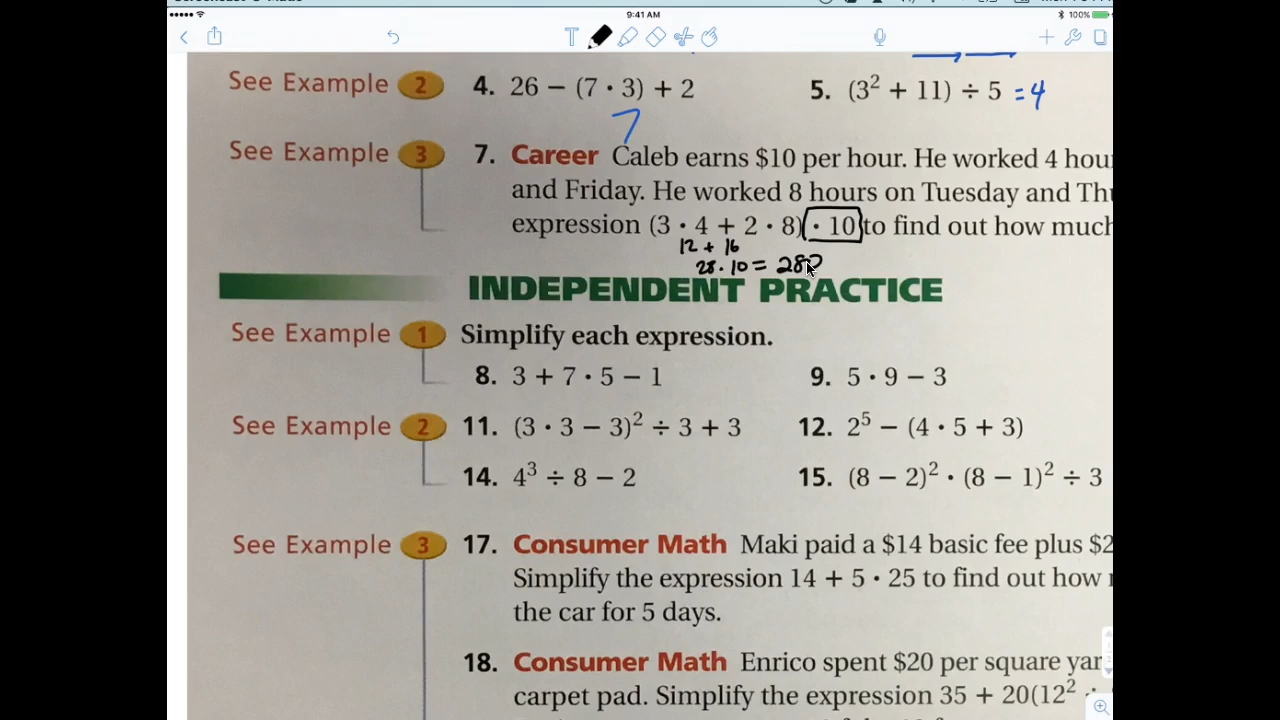 9:41 AM
100%
See Example 2 4. 26 − (7 · 3) + 2 5. (3² + 11) ÷ 5 = 4
7
See Example 3 7. Career Caleb earns $10 per hour. He worked 4 hou
and Friday. He worked 8 hours on Tuesday and Th
expression (3 · 4 + 2 · 8) · 10 to find out how much
12 + 16
28 · 10 = 280
INDEPENDENT PRACTICE
See Example 1 Simplify each expression.
8. 3 + 7 · 5 − 1 9. 5 · 9 − 3
See Example 2 11. (3 · 3 − 3)² ÷ 3 + 3 12. 2⁵ − (4 · 5 + 3)
14. 4³ ÷ 8 − 2 15. (8 − 2)² · (8 − 1)² ÷ 3
See Example 3 17. Consumer Math Maki paid a $14 basic fee plus $2
Simplify the expression 14 + 5 · 25 to find out how
the car for 5 days.
18. Consumer Math Enrico spent $20 per square yar
carpet pad. Simplify the expression 35 + 20(12² ÷